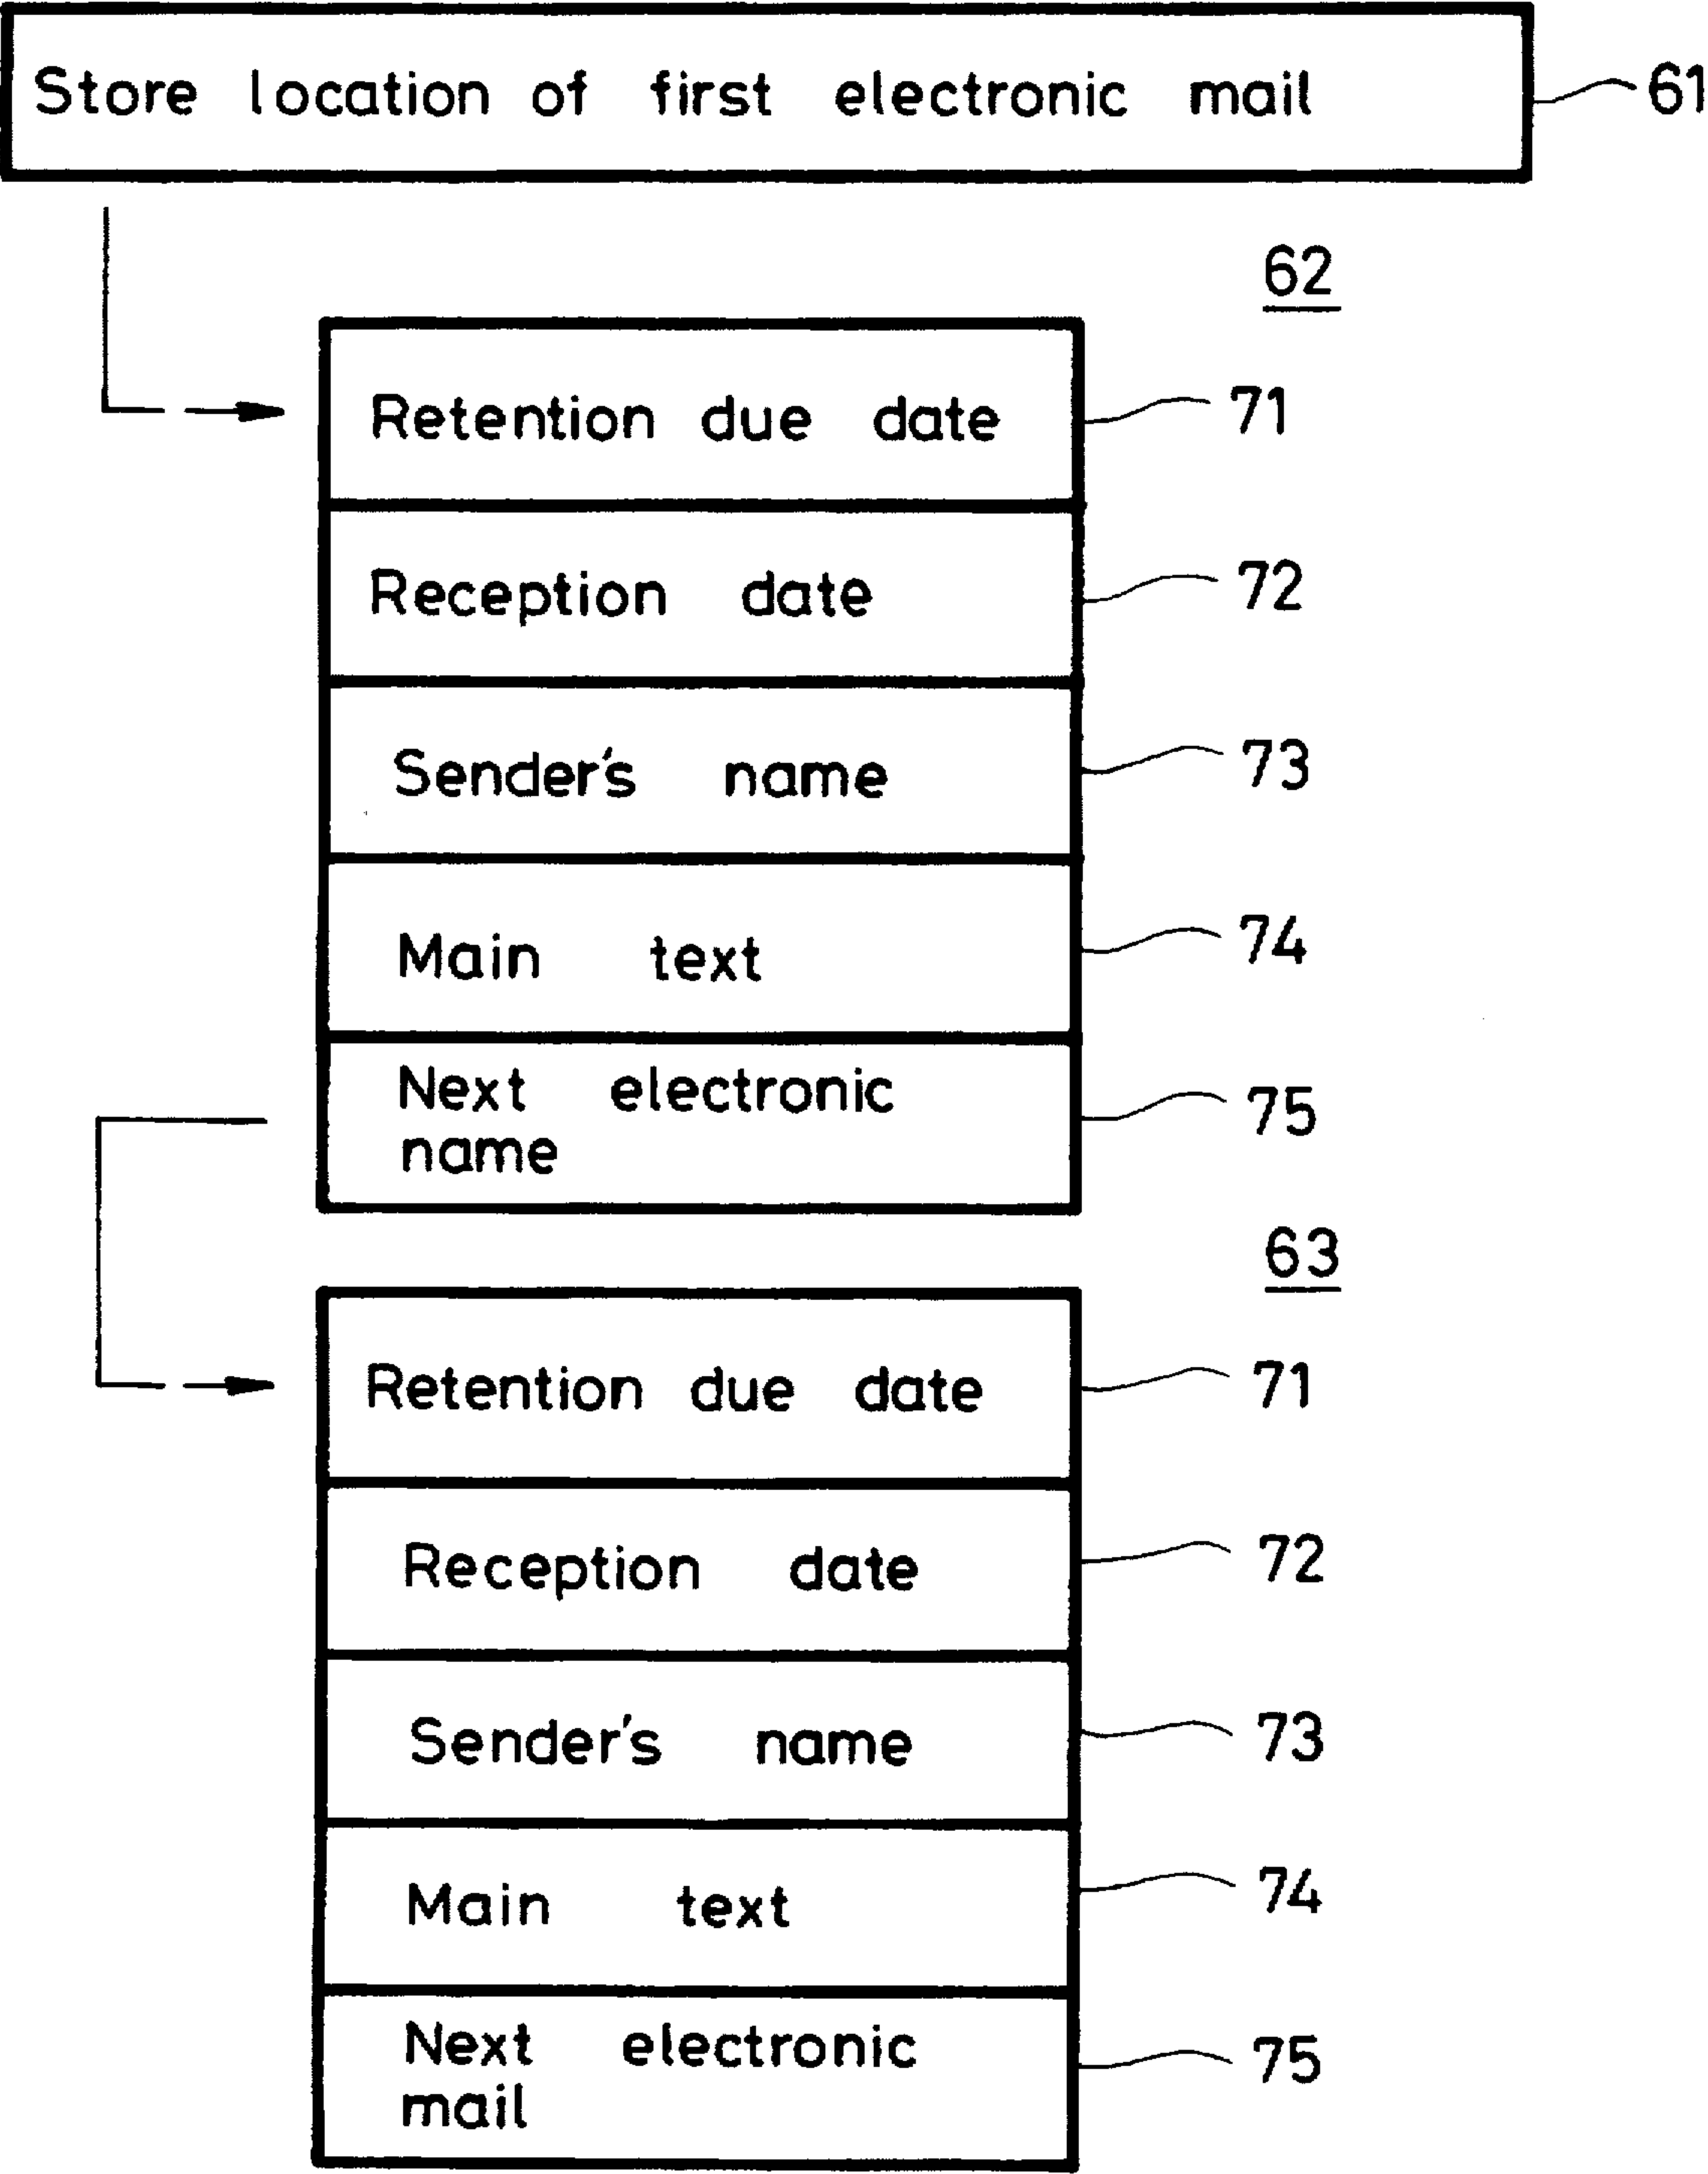 Store location of first electronic mail 61
62
Retention due date 71
Reception date 72
Sender's name 73
Main text 74
Next electronic 75
name
63
Retention due date 71
Reception date 72
Sender's name 73
Main text 74
Next electronic 75
mail